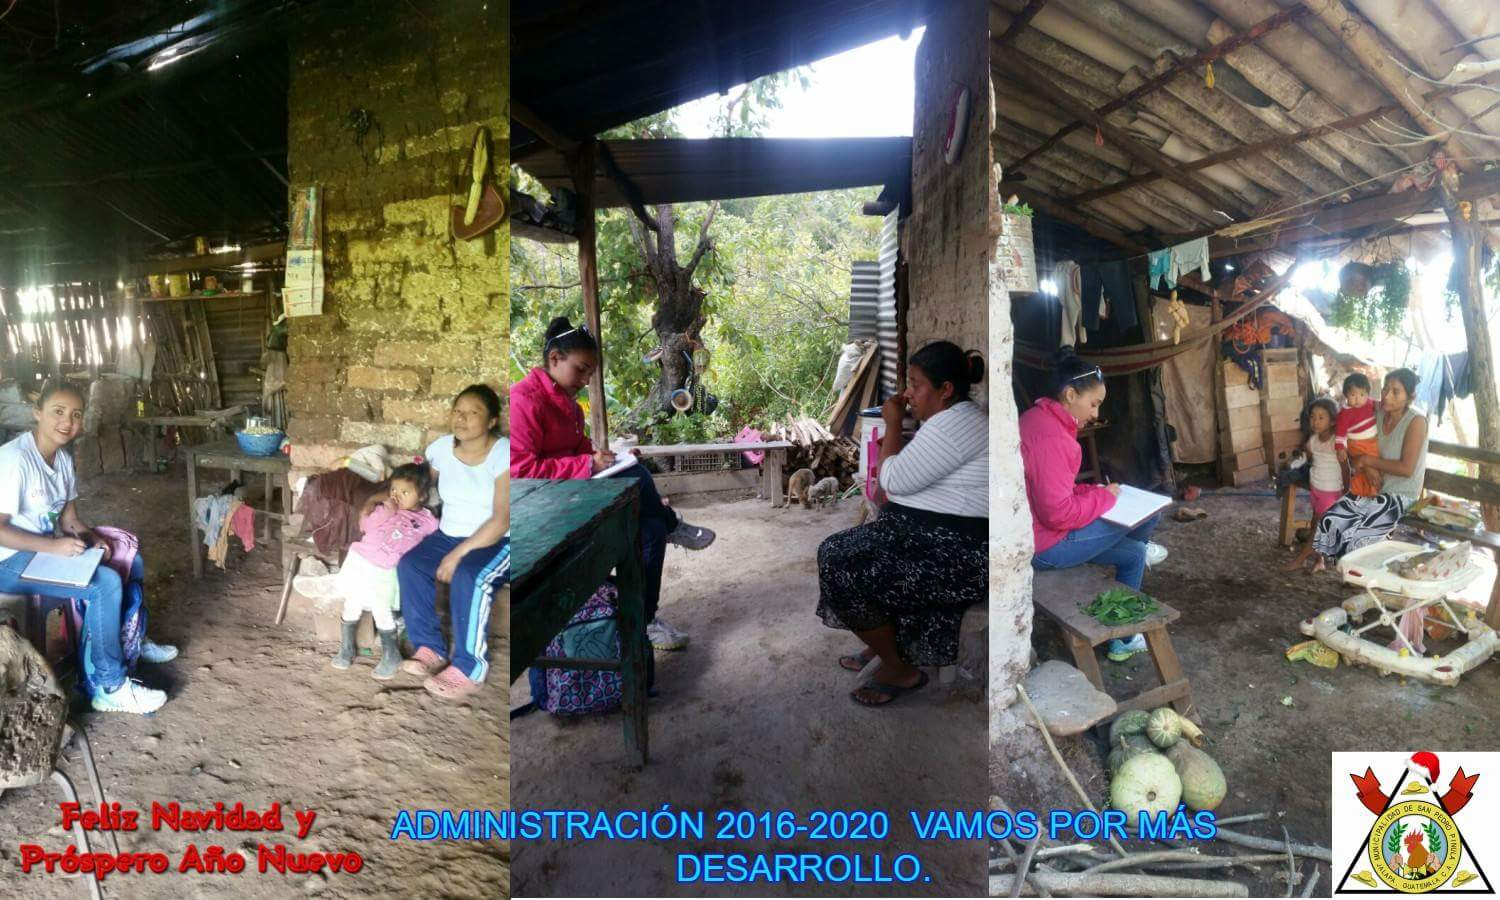 Feliz Navidad y
Próspero Año Nuevo
ADMINISTRACIÓN 2016-2020 VAMOS POR MÁS
DESARROLLO.
MUNICIPALIDAD DE SAN PEDRO PINULA
JALAPA, GUATEMALA C.A.